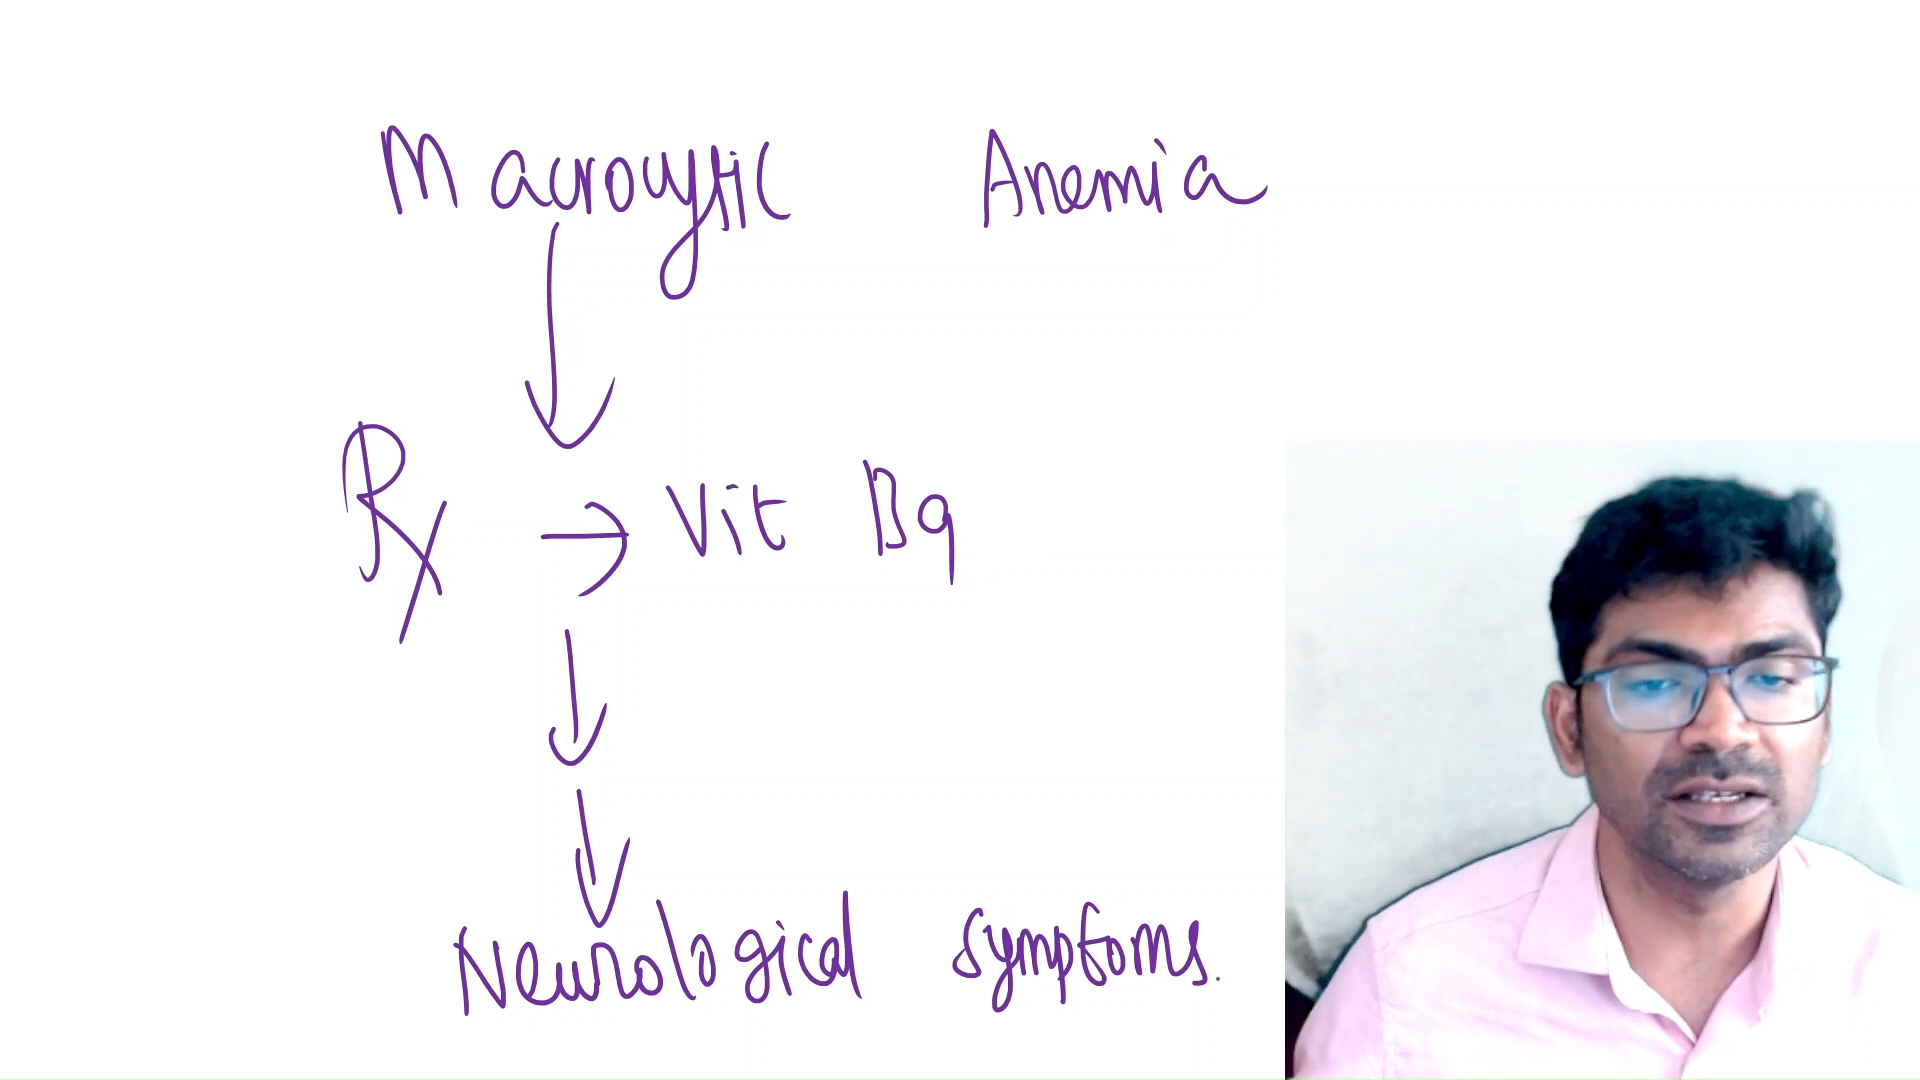 Macrocytic Anemia
Rx → Vit B9
Neurological symptoms.